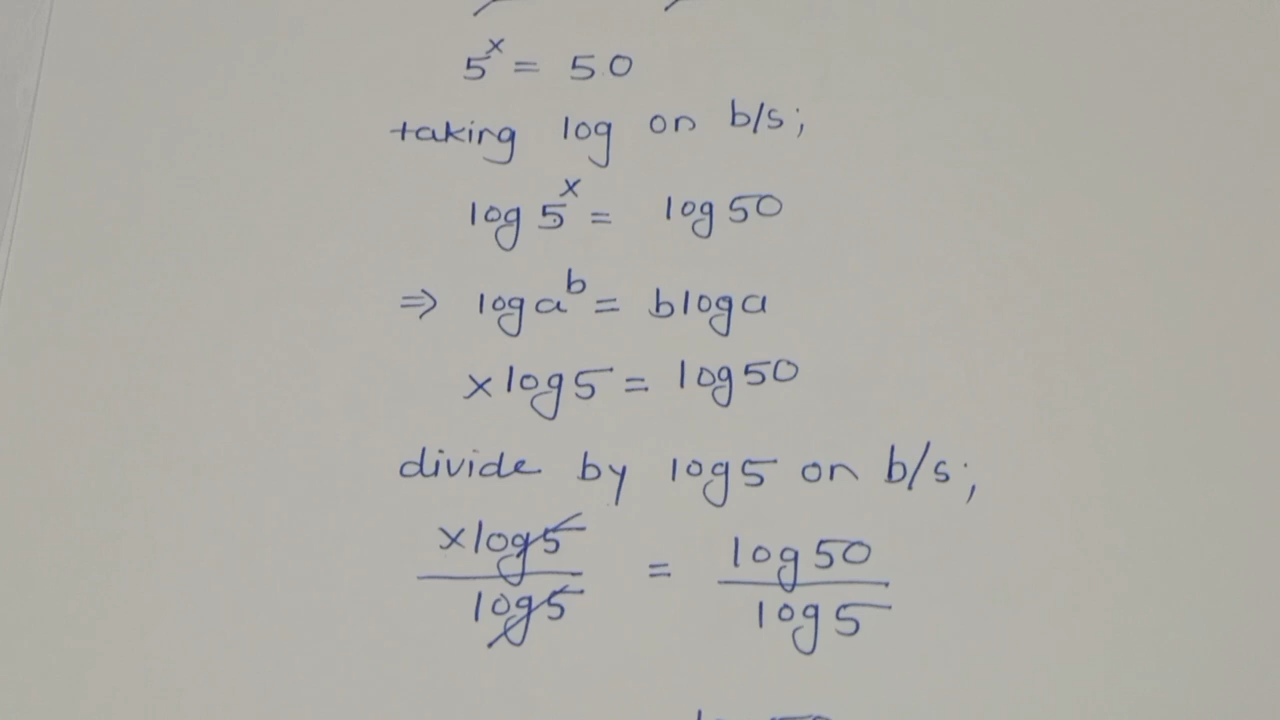 5^x = 50
taking log on b/s;
log 5^x = log 50
⇒ log a^b = b log a
x log 5 = log 50
divide by log 5 on b/s;
x log 5 / log 5 = log 50 / log 5